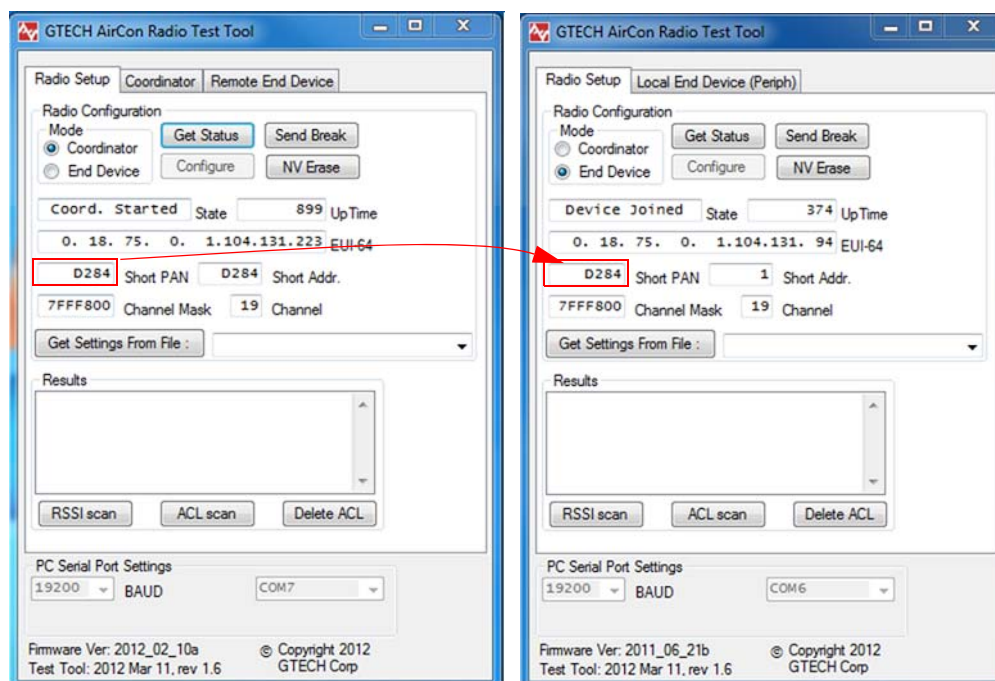 GTECH AirCon Radio Test Tool
Radio Setup Coordinator Remote End Device
Radio Configuration
Mode
Coordinator
End Device
Get Status Send Break
Configure NV Erase
Coord. Started State 899 UpTime
0. 18. 75. 0. 1.104.131.223 EUI-64
D284 Short PAN D284 Short Addr.
7FFF800 Channel Mask 19 Channel
Get Settings From File :
Results
RSSI scan ACL scan Delete ACL
PC Serial Port Settings
19200 BAUD COM7
Firmware Ver: 2012_02_10a © Copyright 2012
Test Tool: 2012 Mar 11, rev 1.6 GTECH Corp
GTECH AirCon Radio Test Tool
Radio Setup Local End Device (Periph)
Radio Configuration
Mode
Coordinator
End Device
Get Status Send Break
Configure NV Erase
Device Joined State 374 UpTime
0. 18. 75. 0. 1.104.131. 94 EUI-64
D284 Short PAN 1 Short Addr.
7FFF800 Channel Mask 19 Channel
Get Settings From File :
Results
RSSI scan ACL scan Delete ACL
PC Serial Port Settings
19200 BAUD COM6
Firmware Ver: 2011_06_21b © Copyright 2012
Test Tool: 2012 Mar 11, rev 1.6 GTECH Corp